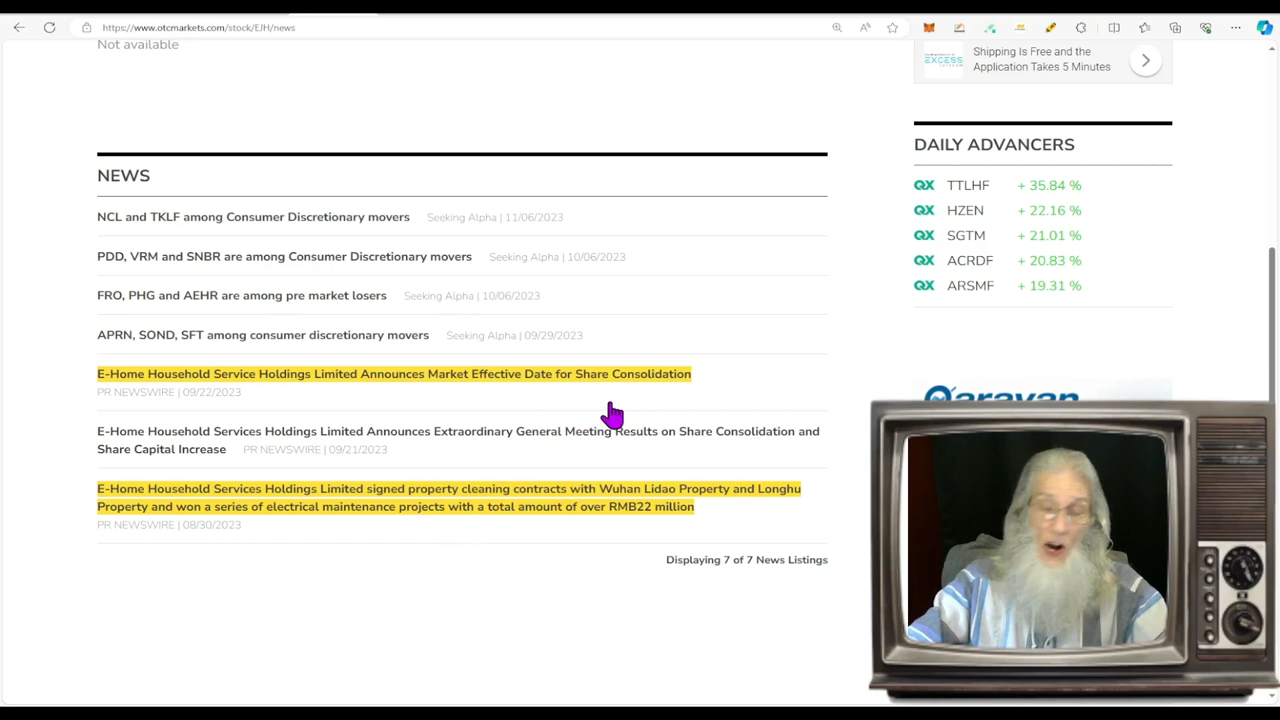 https://www.otcmarkets.com/stock/EJH/news
Not available
Shipping Is Free and the
Application Takes 5 Minutes
EXCESS
NEWS
NCL and TKLF among Consumer Discretionary movers Seeking Alpha | 11/06/2023
PDD, VRM and SNBR are among Consumer Discretionary movers Seeking Alpha | 10/06/2023
FRO, PHG and AEHR are among pre market losers Seeking Alpha | 10/06/2023
APRN, SOND, SFT among consumer discretionary movers Seeking Alpha | 09/29/2023
E-Home Household Service Holdings Limited Announces Market Effective Date for Share Consolidation
PR NEWSWIRE | 09/22/2023
E-Home Household Services Holdings Limited Announces Extraordinary General Meeting Results on Share Consolidation and
Share Capital Increase PR NEWSWIRE | 09/21/2023
E-Home Household Services Holdings Limited signed property cleaning contracts with Wuhan Lidao Property and Longhu
Property and won a series of electrical maintenance projects with a total amount of over RMB22 million
PR NEWSWIRE | 08/30/2023
Displaying 7 of 7 News Listings
DAILY ADVANCERS
QX TTLHF + 35.84 %
QX HZEN + 22.16 %
QX SGTM + 21.01 %
QX ACRDF + 20.83 %
QX ARSMF + 19.31 %